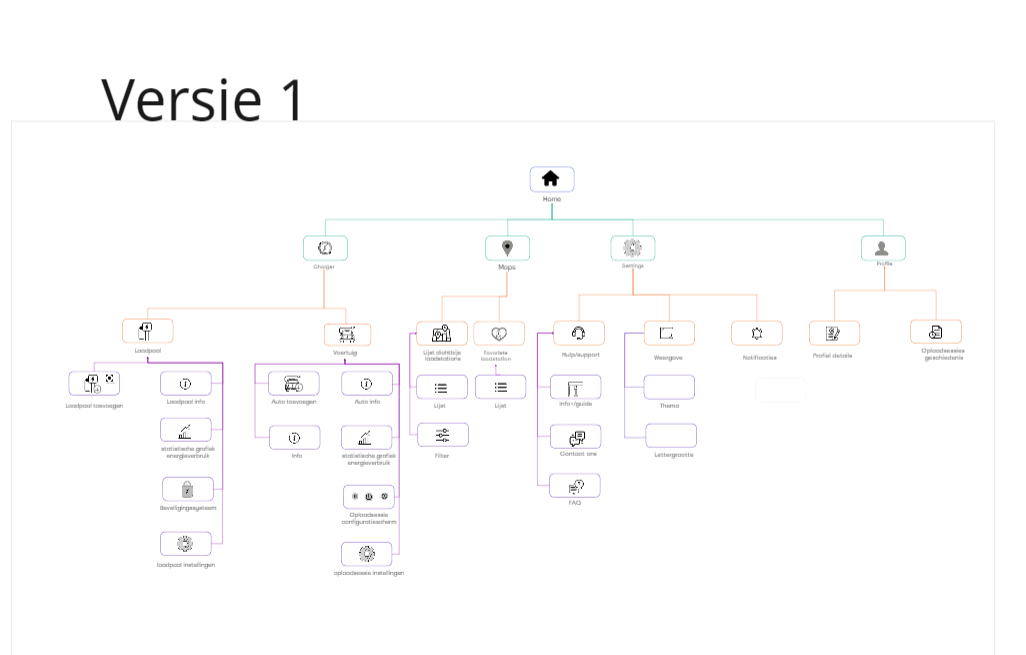 Versie 1
Home
Charger
Maps
Settings
Profile
Laadpaal
Voertuig
Lijst dichtbije
laadstations
Favoriete
laadstation
Hulp/support
Weergave
Notificaties
Profiel details
Oplaadsessies
geschiedenis
Laadpaal toevoegen
Laadpaal info
Auto toevoegen
Auto info
Lijst
Lijst
Info+/guide
Thema
statistische grafiek
energieverbruik
Info
statistische grafiek
energieverbruik
Filter
Contact ons
Lettergrootte
Beveiligingssysteem
Oplaadsessie
configuratiescherm
FAQ
laadpaal instellingen
oplaadsessie instellingen